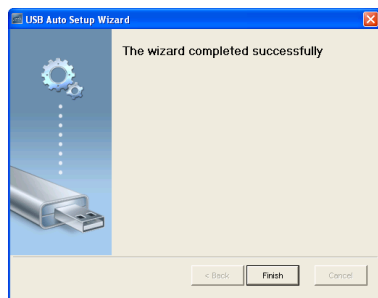 USB Auto Setup Wizard
The wizard completed successfully
< Back
Finish
Cancel